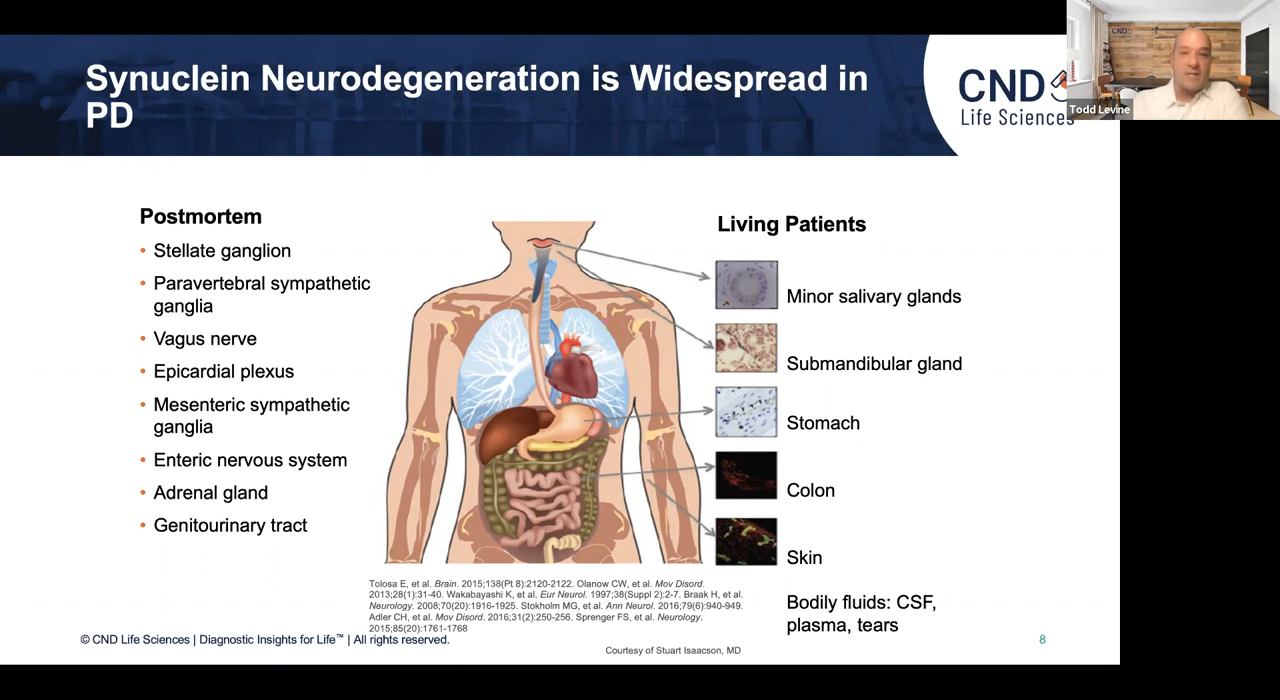 Synuclein Neurodegeneration is Widespread in
PD
CND
Life Sciences
Todd Levine
Postmortem
• Stellate ganglion
• Paravertebral sympathetic
ganglia
• Vagus nerve
• Epicardial plexus
• Mesenteric sympathetic
ganglia
• Enteric nervous system
• Adrenal gland
• Genitourinary tract
Living Patients
Minor salivary glands
Submandibular gland
Stomach
Colon
Skin
Bodily fluids: CSF,
plasma, tears
Tolosa E, et al. Brain. 2015;138(Pt 8):2120-2122. Olanow CW, et al. Mov Disord.
2013;28(1):31-40. Wakabayashi K, et al. Eur Neurol. 1997;38(Suppl 2):2-7. Braak H, et al.
Neurology. 2008;70(20):1916-1925. Stokholm MG, et al. Ann Neurol. 2016;79(6):940-949.
Adler CH, et al. Mov Disord. 2016;31(2):250-256. Sprenger FS, et al. Neurology.
2015;85(20):1761-1768
© CND Life Sciences | Diagnostic Insights for Life™ | All rights reserved.
Courtesy of Stuart Isaacson, MD
8
CND